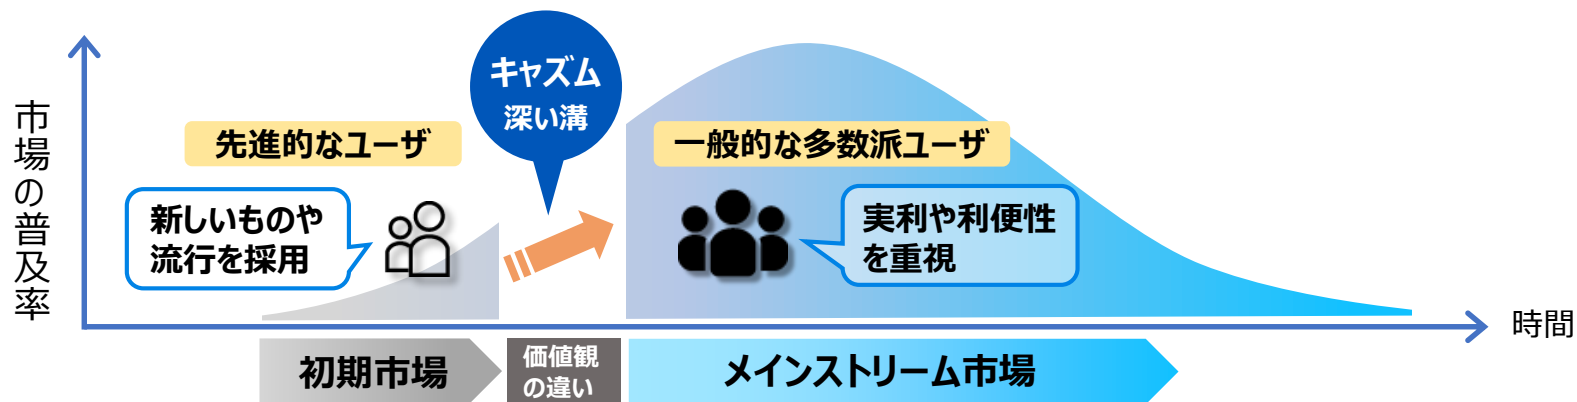 市場の普及率
キャズム
深い溝
先進的なユーザ
一般的な多数派ユーザ
新しいものや
流行を採用
実利や利便性
を重視
時間
初期市場
価値観
の違い
メインストリーム市場